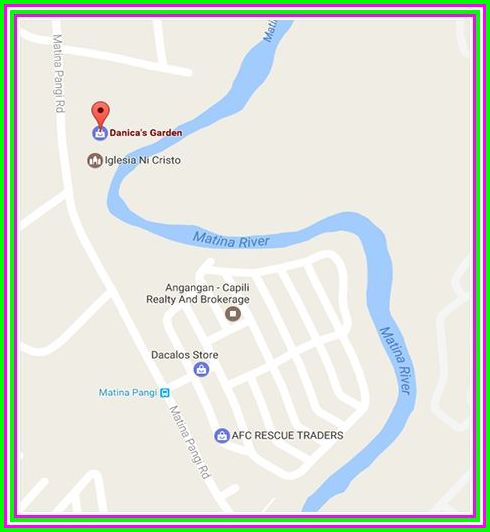 Mati
Matina Pangi Rd
Danica's Garden
Iglesia Ni Cristo
Matina River
Angangan - Capili
Realty And Brokerage
Matina River
Dacalos Store
Matina Pangi
Matina Pangi Rd
AFC RESCUE TRADERS